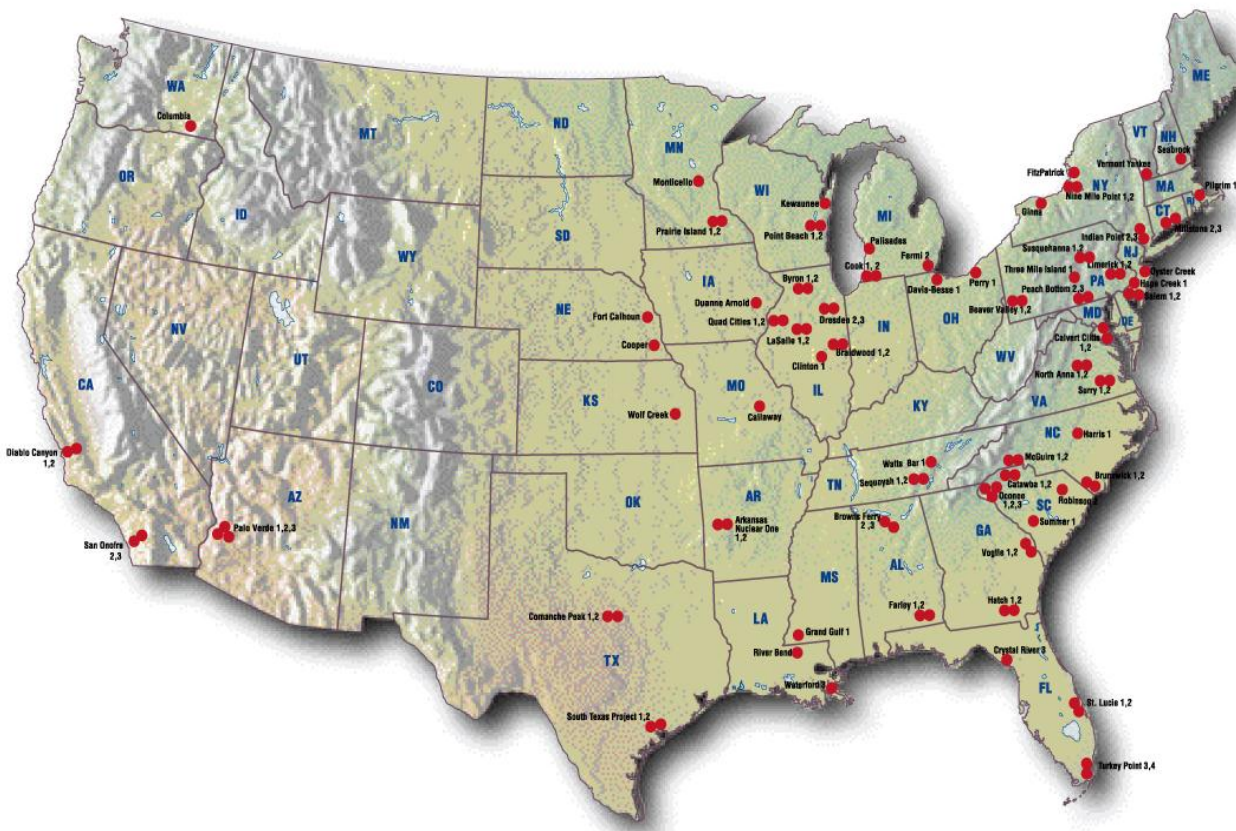 WA
Columbia
OR
ID
MT
WY
NV
UT
CO
CA
Diablo Canyon
1,2
San Onofre
2,3
AZ
Palo Verde 1,2,3
NM
ND
SD
NE
KS
OK
TX
Comanche Peak 1,2
South Texas Project 1,2
MN
Monticello
Prairie Island 1,2
IA
Duanne Arnold
Fort Calhoun
Cooper
MO
Wolf Creek
Callaway
AR
Arkansas
Nuclear One
1,2
LA
River Bend
Waterford 3
WI
Kewaunee
Point Beach 1,2
IL
Byron 1,2
Quad Cities 1,2
Dresden 2,3
LaSalle 1,2
Braidwood 1,2
Clinton 1
MI
Palisades
Fermi 2
Cook 1, 2
IN
OH
Davis-Besse 1
Perry 1
KY
TN
Watts Bar 1
Sequoyah 1,2
MS
Grand Gulf 1
AL
Browns Ferry
2 ,3
Farley 1,2
GA
Vogtle 1,2
Hatch 1,2
FL
Crystal River 3
St. Lucie 1,2
Turkey Point 3,4
SC
Oconee
1,2,3
Catawba 1,2
Robinson 2
Summer 1
NC
McGuire 1,2
Harris 1
Brunswick 1,2
VA
North Anna 1,2
Surry 1,2
WV
MD
Calvert Cliffs
1,2
DE
PA
Beaver Valley 1,2
Susquehanna 1,2
Three Mile Island 1
Limerick 1,2
Peach Bottom 2,3
NJ
Oyster Creek
Hope Creek 1
Salem 1,2
NY
FitzPatrick
Nine Mile Point 1,2
Ginna
Indian Point 2,3
CT
Millstone 2,3
RI
MA
Pilgrim 1
VT
Vermont Yankee
NH
Seabrook
ME